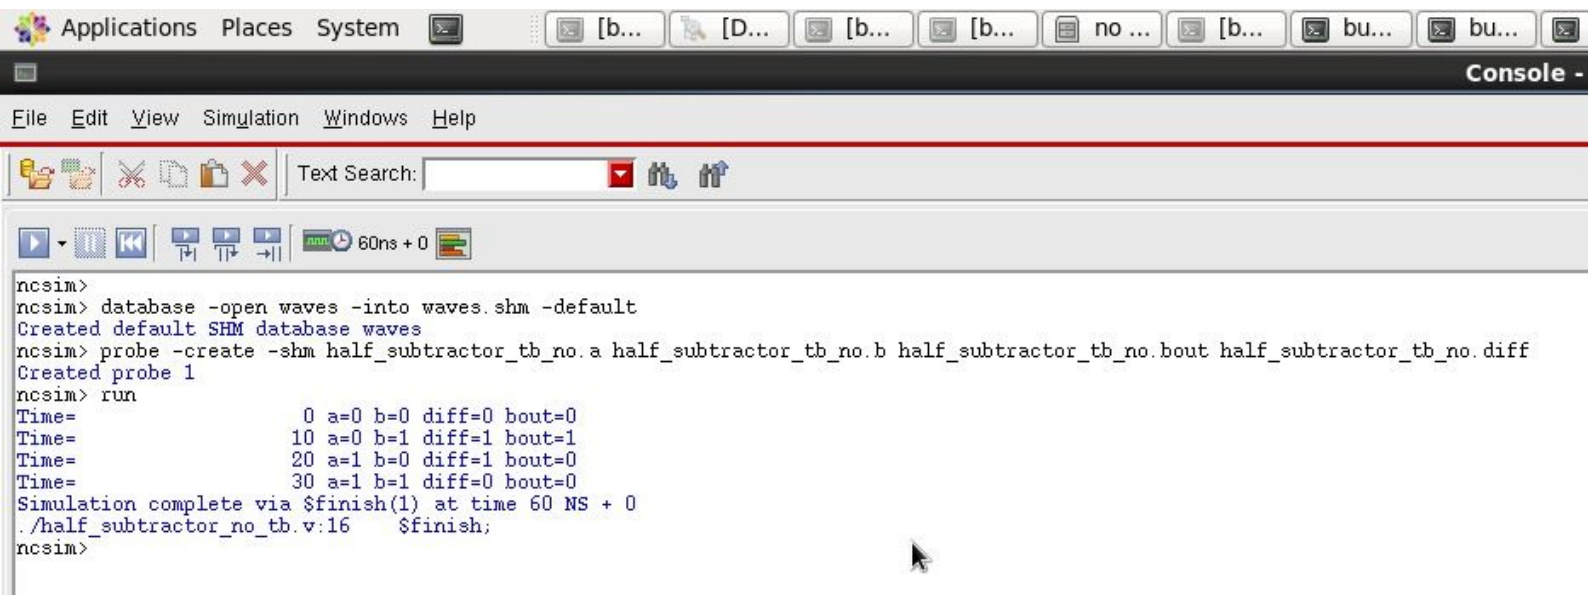 Applications Places System [b... [D... [b... [b... no ... [b... bu... bu...
Console -
File Edit View Simulation Windows Help
Text Search:
60ns + 0
ncsim>
ncsim> database -open waves -into waves.shm -default
Created default SHM database waves
ncsim> probe -create -shm half_subtractor_tb_no.a half_subtractor_tb_no.b half_subtractor_tb_no.bout half_subtractor_tb_no.diff
Created probe 1
ncsim> run
Time=                   0 a=0 b=0 diff=0 bout=0
Time=                  10 a=0 b=1 diff=1 bout=1
Time=                  20 a=1 b=0 diff=1 bout=0
Time=                  30 a=1 b=1 diff=0 bout=0
Simulation complete via $finish(1) at time 60 NS + 0
./half_subtractor_no_tb.v:16    $finish;
ncsim>